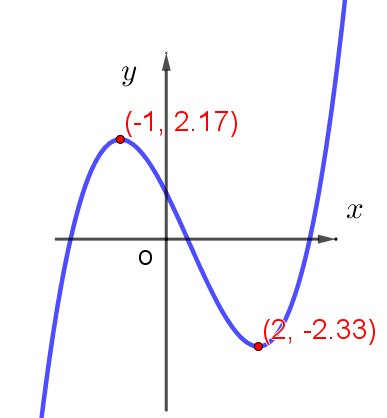 y
(-1, 2.17)
x
o
(2, -2.33)